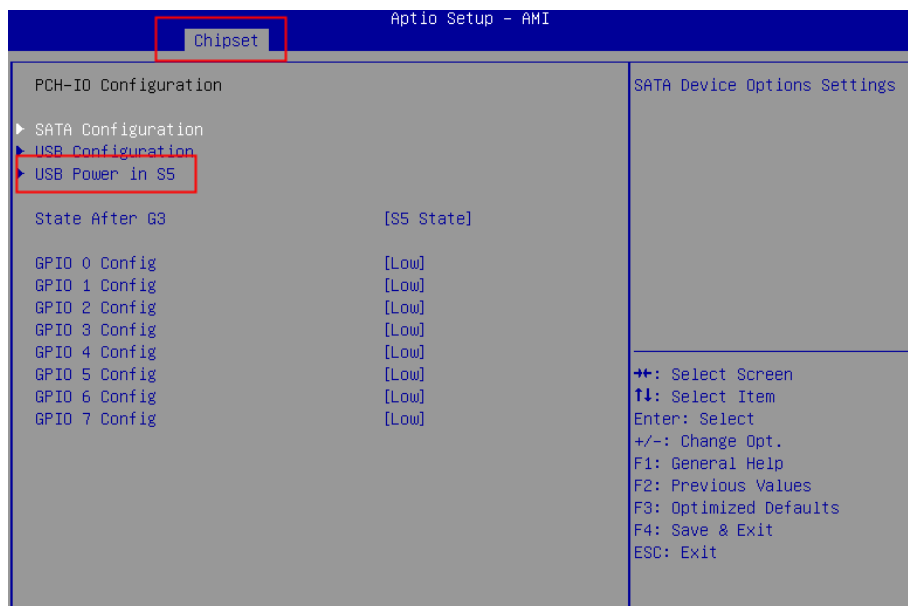 Aptio Setup – AMI
Chipset
PCH-IO Configuration
SATA Device Options Settings
▶ SATA Configuration
▶ USB Configuration
▶ USB Power in S5
State After G3 [S5 State]
GPIO 0 Config [Low]
GPIO 1 Config [Low]
GPIO 2 Config [Low]
GPIO 3 Config [Low]
GPIO 4 Config [Low]
GPIO 5 Config [Low]
GPIO 6 Config [Low]
GPIO 7 Config [Low]
→←: Select Screen
↑↓: Select Item
Enter: Select
+/-: Change Opt.
F1: General Help
F2: Previous Values
F3: Optimized Defaults
F4: Save & Exit
ESC: Exit